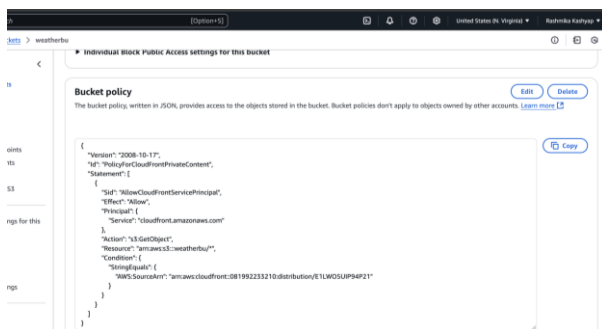 [Option+S]
United States (N. Virginia)
Rashmika Kashyap
kets > weatherbu
Individual Block Public Access settings for this bucket
ts
Bucket policy
Edit
Delete
The bucket policy, written in JSON, provides access to the objects stored in the bucket. Bucket policies don't apply to objects owned by other accounts. Learn more
Copy
{
"Version": "2008-10-17",
"Id": "PolicyForCloudFrontPrivateContent",
"Statement": [
{
"Sid": "AllowCloudFrontServicePrincipal",
"Effect": "Allow",
"Principal": {
"Service": "cloudfront.amazonaws.com"
},
"Action": "s3:GetObject",
"Resource": "arn:aws:s3:::weatherbu/*",
"Condition": {
"StringEquals": {
"AWS:SourceArn": "arn:aws:cloudfront::081992233210:distribution/E1LWO5UIP94P21"
}
}
}
]
}
oints
nts
S3
ngs for this
ngs